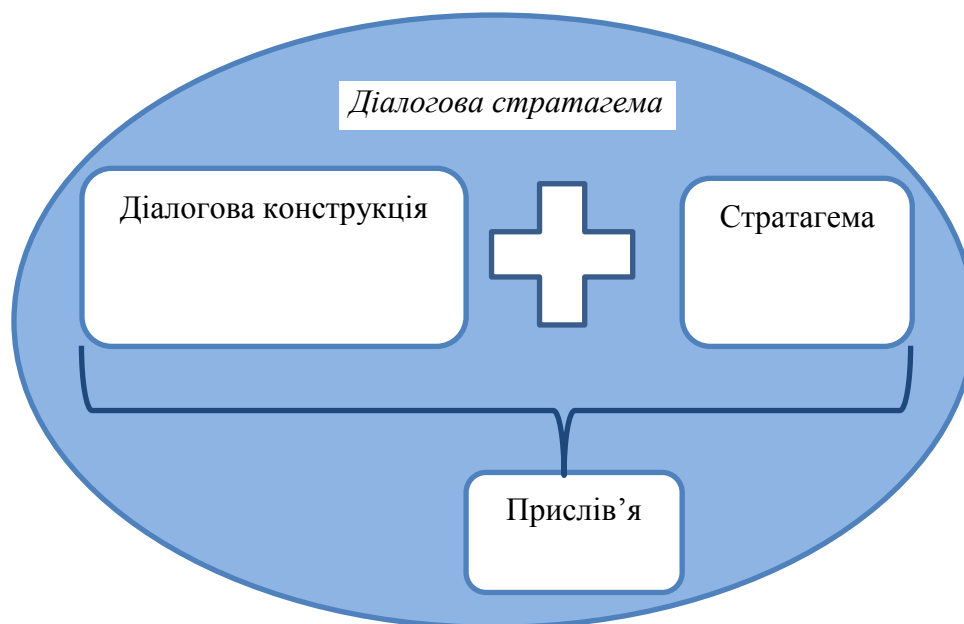 Діалогова стратагема
Діалогова конструкція
Стратагема
Прислів’я